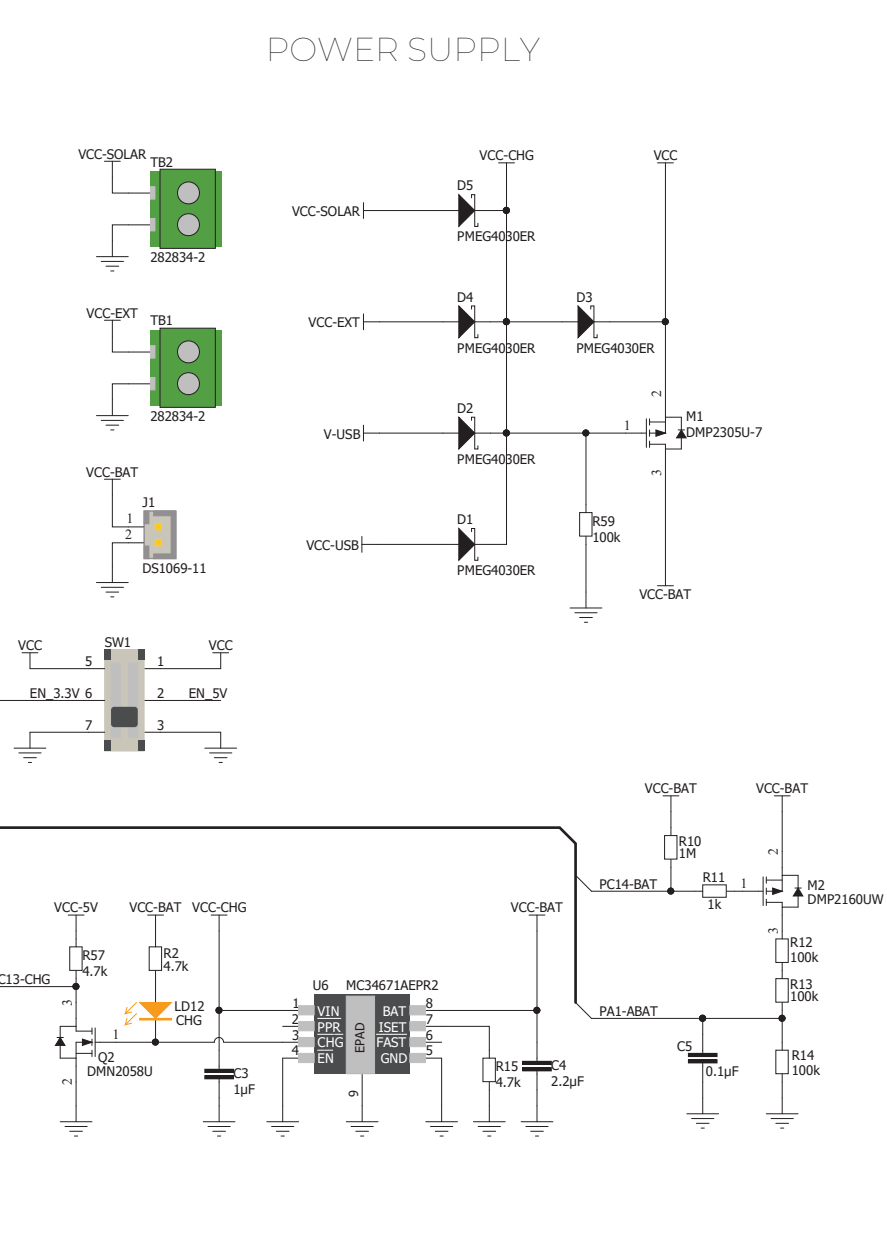 POWER SUPPLY
VCC-SOLAR
TB2
282834-2
VCC-EXT
TB1
282834-2
VCC-BAT
J1
1
2
DS1069-11
VCC-CHG
VCC
D5
VCC-SOLAR
PMEG4030ER
D4
D3
VCC-EXT
PMEG4030ER
PMEG4030ER
2
D2
M1
V-USB
1
DMP2305U-7
PMEG4030ER
3
D1
R59
100k
VCC-USB
PMEG4030ER
VCC-BAT
VCC
SW1
VCC
5
1
EN_3.3V 6
2
EN_5V
7
3
VCC-BAT
VCC-BAT
R10
1M
2
PC14-BAT
R11
1k
1
M2
DMP2160UW
3
R12
100k
R13
100k
PA1-ABAT
C5
0.1µF
R14
100k
VCC-5V
VCC-BAT
VCC-CHG
VCC-BAT
R57
4.7k
R2
4.7k
C13-CHG
3
LD12
CHG
1
Q2
DMN2058U
2
U6
MC34671AEPR2
1
VIN
BAT
8
2
PPR
ISET
7
3
CHG
FAST
6
4
EN
GND
5
EPAD
9
C3
1µF
R15
4.7k
C4
2.2µF